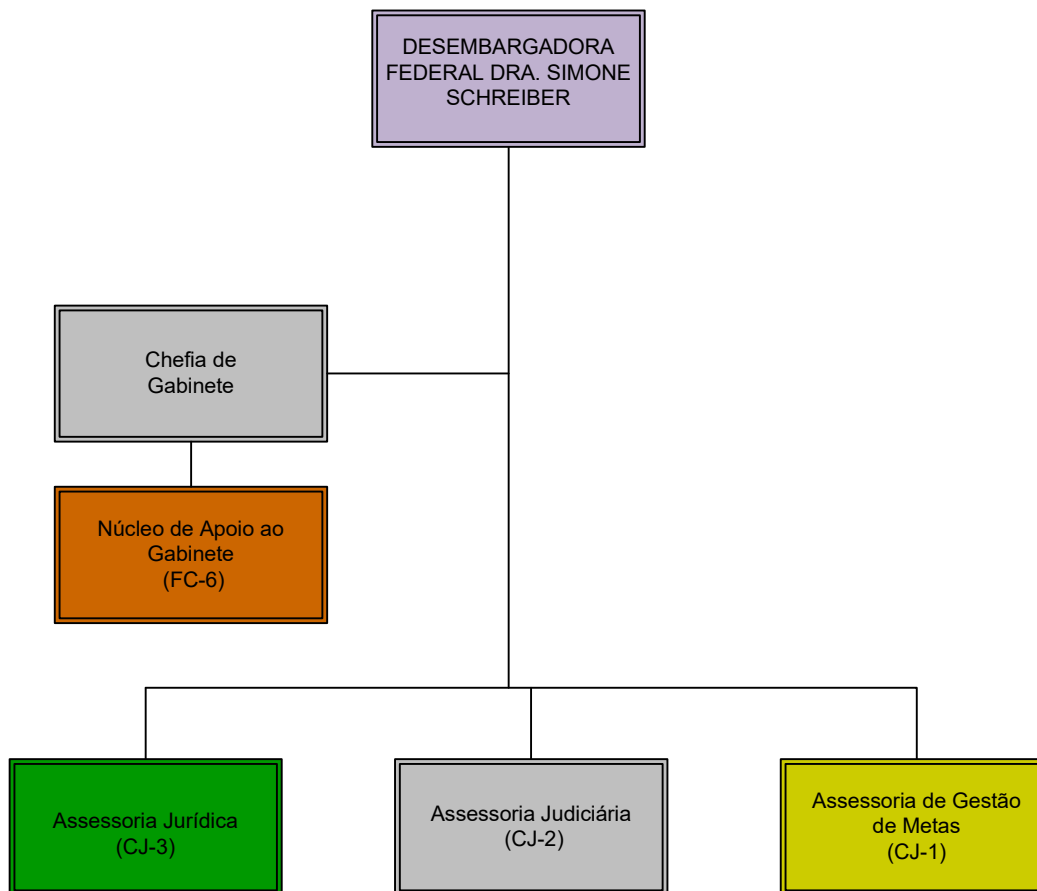 DESEMBARGADORA
FEDERAL DRA. SIMONE
SCHREIBER
Chefia de
Gabinete
Núcleo de Apoio ao
Gabinete
(FC-6)
Assessoria Jurídica
(CJ-3)
Assessoria Judiciária
(CJ-2)
Assessoria de Gestão
de Metas
(CJ-1)